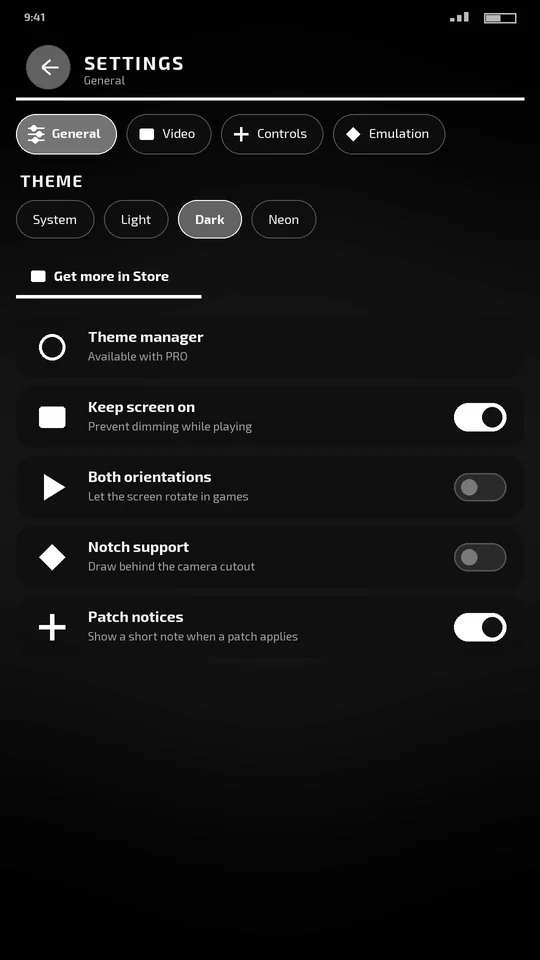 9:41
SETTINGS
General
General
Video
Controls
Emulation
THEME
System
Light
Dark
Neon
Get more in Store
Theme manager
Available with PRO
Keep screen on
Prevent dimming while playing
Both orientations
Let the screen rotate in games
Notch support
Draw behind the camera cutout
Patch notices
Show a short note when a patch applies